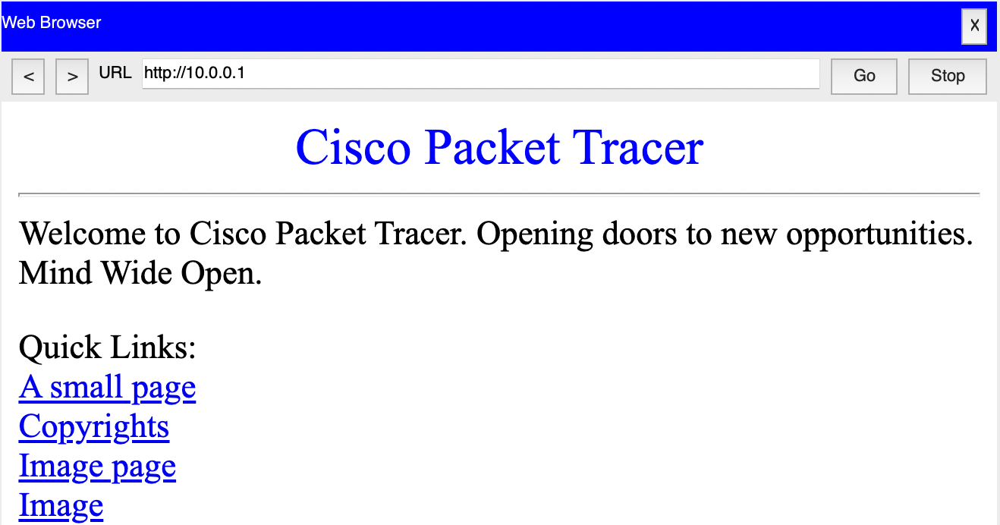 Web Browser
X
< > URL http://10.0.0.1 Go Stop
Cisco Packet Tracer
Welcome to Cisco Packet Tracer. Opening doors to new opportunities.
Mind Wide Open.
Quick Links:
A small page
Copyrights
Image page
Image